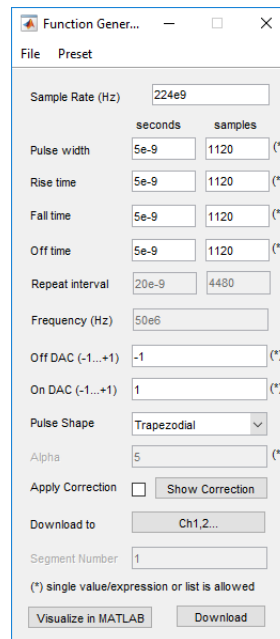 Function Gener...
File Preset
Sample Rate (Hz) 224e9
seconds samples
Pulse width 5e-9 1120 (*
Rise time 5e-9 1120 (*
Fall time 5e-9 1120 (*
Off time 5e-9 1120 (*
Repeat interval 20e-9 4480
Frequency (Hz) 50e6
Off DAC (-1...+1) -1 (*)
On DAC (-1...+1) 1 (*)
Pulse Shape Trapezodial
Alpha 5 (*
Apply Correction Show Correction
Download to Ch1,2...
Segment Number 1
(*) single value/expression or list is allowed
Visualize in MATLAB Download